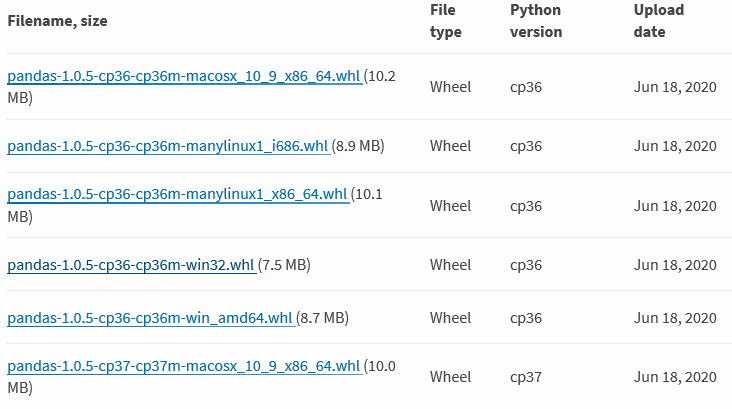 Filename, size File type Python version Upload date
pandas-1.0.5-cp36-cp36m-macosx_10_9_x86_64.whl (10.2 MB) Wheel cp36 Jun 18, 2020
pandas-1.0.5-cp36-cp36m-manylinux1_i686.whl (8.9 MB) Wheel cp36 Jun 18, 2020
pandas-1.0.5-cp36-cp36m-manylinux1_x86_64.whl (10.1 MB) Wheel cp36 Jun 18, 2020
pandas-1.0.5-cp36-cp36m-win32.whl (7.5 MB) Wheel cp36 Jun 18, 2020
pandas-1.0.5-cp36-cp36m-win_amd64.whl (8.7 MB) Wheel cp36 Jun 18, 2020
pandas-1.0.5-cp37-cp37m-macosx_10_9_x86_64.whl (10.0 MB) Wheel cp37 Jun 18, 2020